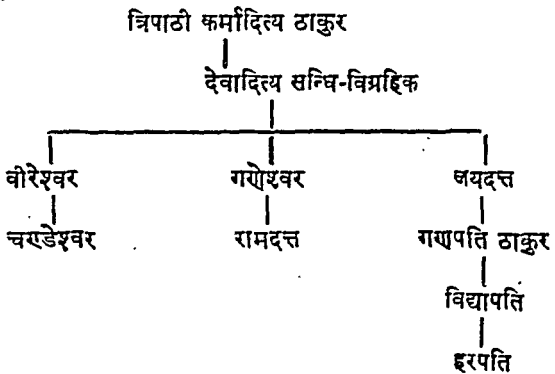 त्रिपाठी कर्मादित्य ठाकुर
देवादित्य सन्धि-विग्रहिक
वीरेश्वर गणेश्वर जयदत्त
चण्डेश्वर रामदत्त गणपति ठाकुर
विद्यापति
हरपति